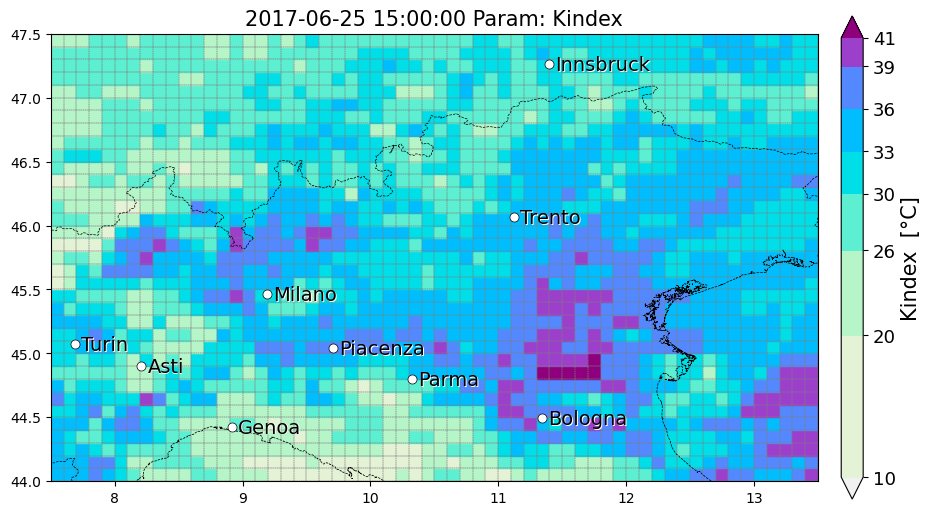 2017-06-25 15:00:00 Param: Kindex
47.5
47.0
46.5
46.0
45.5
45.0
44.5
44.0
8
9
10
11
12
13
Innsbruck
Trento
Milano
Turin
Asti
Piacenza
Parma
Genoa
Bologna
41
39
36
33
30
26
20
10
Kindex [°C]